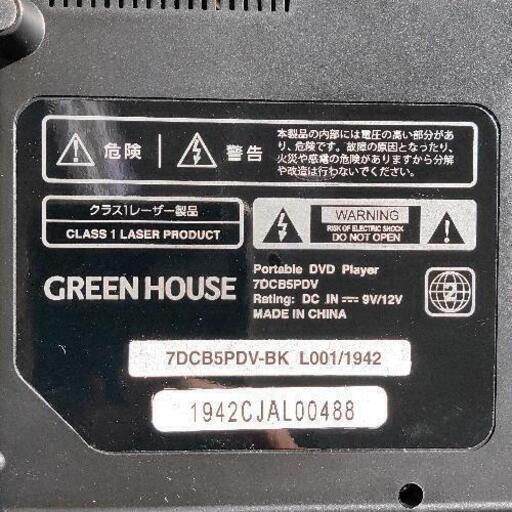 危険
警告
本製品の内部には電圧の高い部分があ
り、危険です。故障の原因となったり、
火災や感電の危険がありますから分解
や改造は行わないでください。
クラス1レーザー製品
CLASS 1 LASER PRODUCT
WARNING
RISK OF ELECTRIC SHOCK
DO NOT OPEN
GREEN HOUSE
Portable DVD Player
7DCB5PDV
Rating: DC IN ⎓ 9V/12V
MADE IN CHINA
2
7DCB5PDV-BK L001/1942
1942CJAL00488